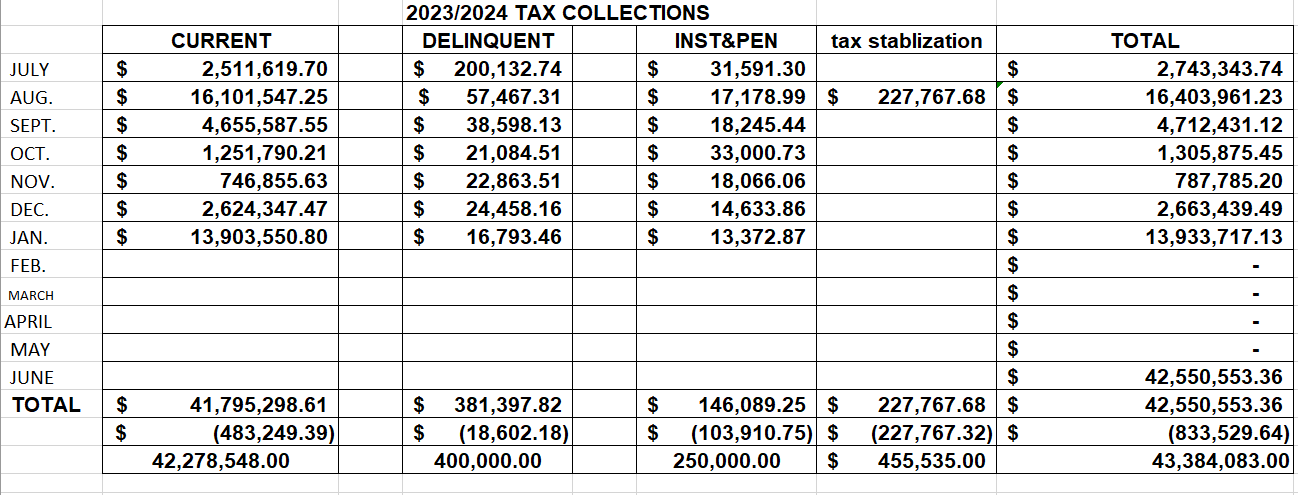 2023/2024 TAX COLLECTIONS
CURRENT DELINQUENT INST&PEN tax stablization TOTAL
JULY $ 2,511,619.70 $ 200,132.74 $ 31,591.30 $ 2,743,343.74
AUG. $ 16,101,547.25 $ 57,467.31 $ 17,178.99 $ 227,767.68 $ 16,403,961.23
SEPT. $ 4,655,587.55 $ 38,598.13 $ 18,245.44 $ 4,712,431.12
OCT. $ 1,251,790.21 $ 21,084.51 $ 33,000.73 $ 1,305,875.45
NOV. $ 746,855.63 $ 22,863.51 $ 18,066.06 $ 787,785.20
DEC. $ 2,624,347.47 $ 24,458.16 $ 14,633.86 $ 2,663,439.49
JAN. $ 13,903,550.80 $ 16,793.46 $ 13,372.87 $ 13,933,717.13
FEB. $ -
MARCH $ -
APRIL $ -
MAY $ -
JUNE $ 42,550,553.36
TOTAL $ 41,795,298.61 $ 381,397.82 $ 146,089.25 $ 227,767.68 $ 42,550,553.36
$ (483,249.39) $ (18,602.18) $ (103,910.75) $ (227,767.32) $ (833,529.64)
42,278,548.00 400,000.00 250,000.00 $ 455,535.00 43,384,083.00